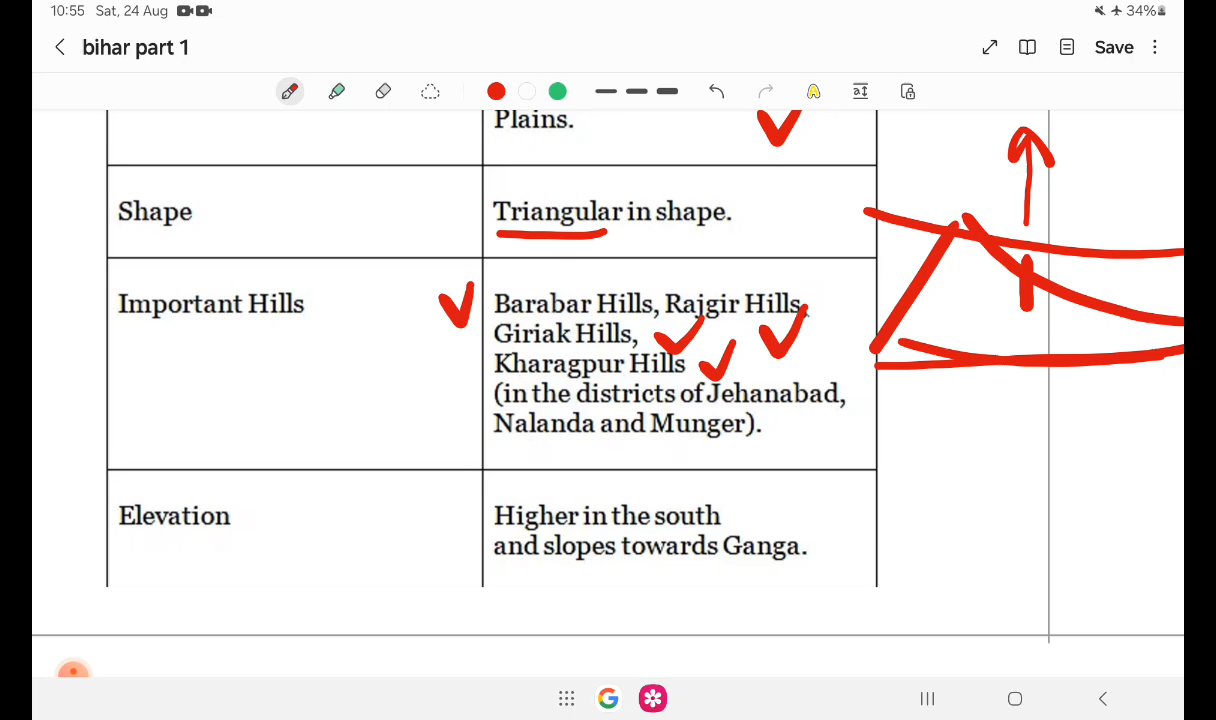 10:55 Sat, 24 Aug
34%
bihar part 1
Save
Plains.
Shape
Triangular in shape.
Important Hills
Barabar Hills, Rajgir Hills,
Giriak Hills,
Kharagpur Hills
(in the districts of Jehanabad,
Nalanda and Munger).
Elevation
Higher in the south
and slopes towards Ganga.